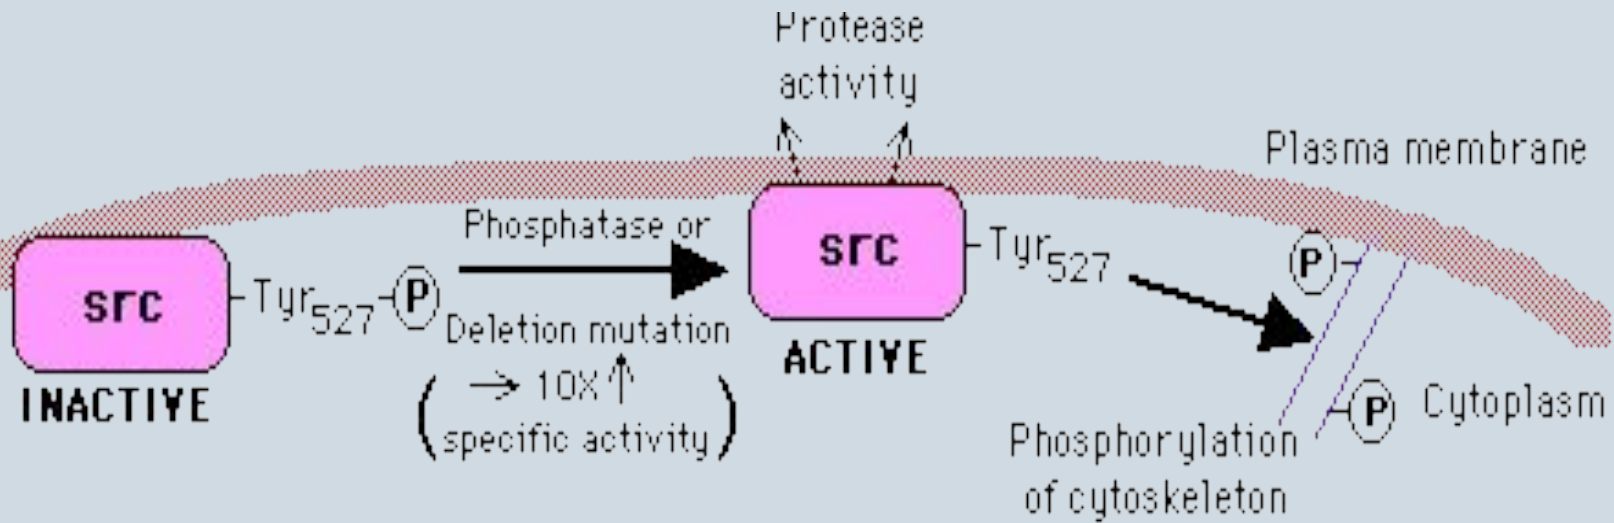 Protease
activity
Plasma membrane
Phosphatase or
src
Tyr527
src
Tyr527
P
P
Deletion mutation
ACTIVE
→ 10X↑
INACTIVE
P
Cytoplasm
(specific activity)
Phosphorylation
of cytoskeleton